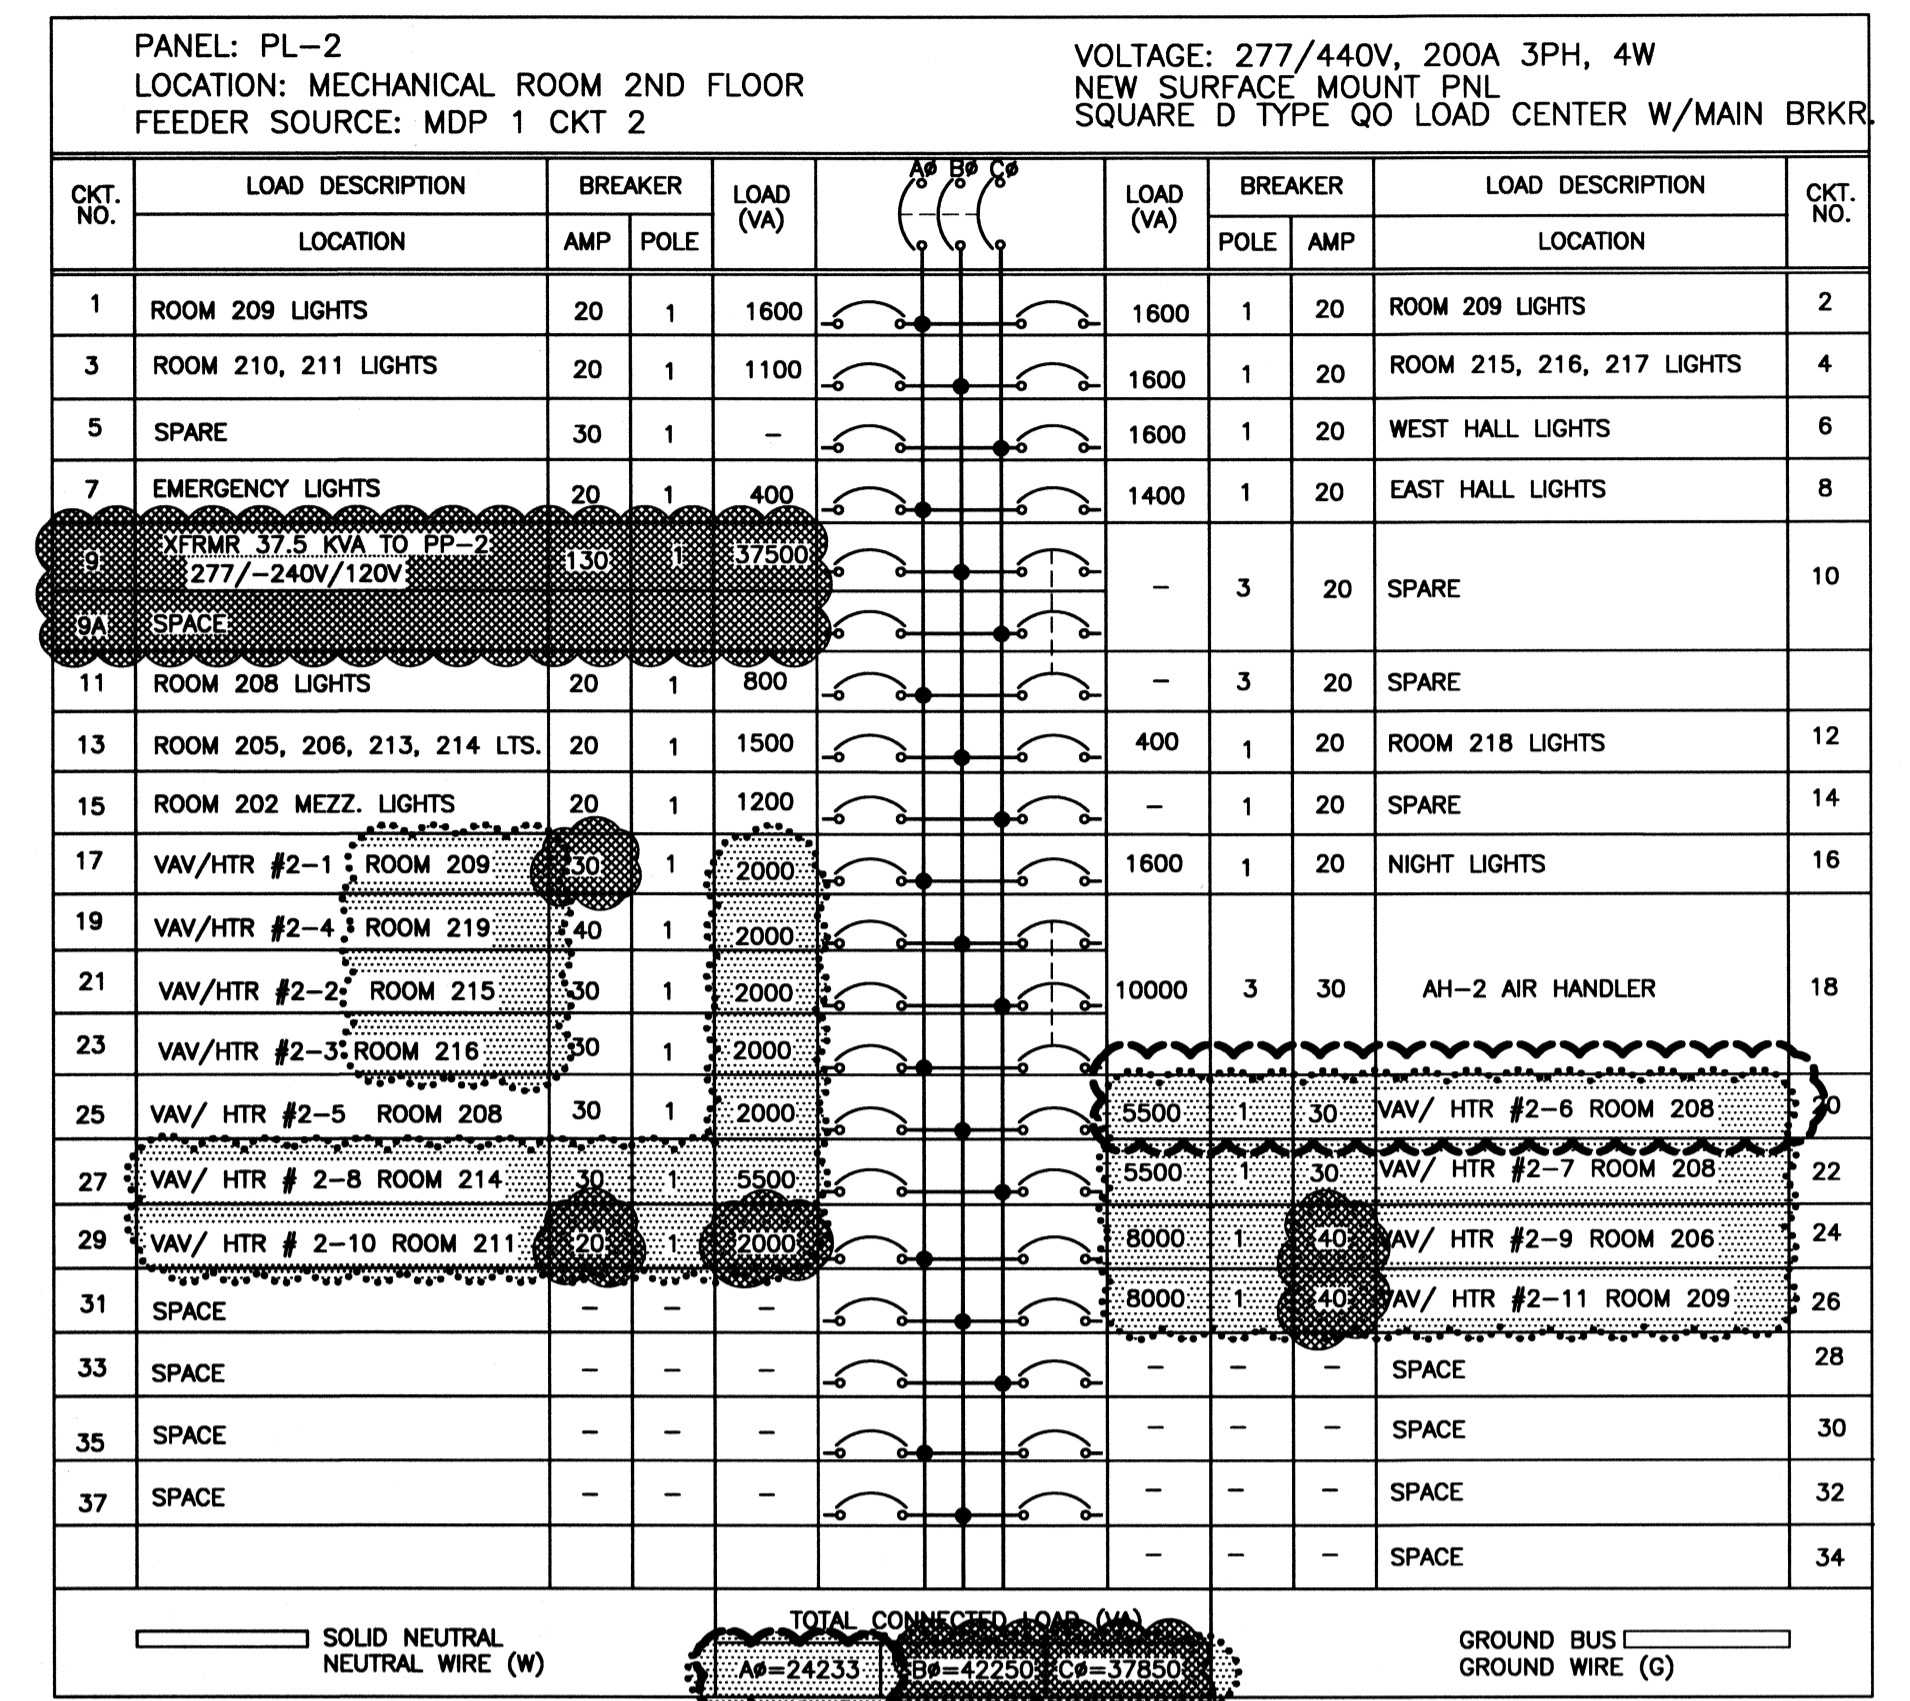 PANEL: PL-2
LOCATION: MECHANICAL ROOM 2ND FLOOR
FEEDER SOURCE: MDP 1 CKT 2
VOLTAGE: 277/440V, 200A 3PH, 4W
NEW SURFACE MOUNT PNL
SQUARE D TYPE QO LOAD CENTER W/MAIN BRKR.
CKT. NO. LOAD DESCRIPTION BREAKER LOAD (VA) AØ BØ CØ LOAD (VA) BREAKER LOAD DESCRIPTION CKT. NO.
LOCATION AMP POLE POLE AMP LOCATION
1 ROOM 209 LIGHTS 20 1 1600 1600 1 20 ROOM 209 LIGHTS 2
3 ROOM 210, 211 LIGHTS 20 1 1100 1600 1 20 ROOM 215, 216, 217 LIGHTS 4
5 SPARE 30 1 – 1600 1 20 WEST HALL LIGHTS 6
7 EMERGENCY LIGHTS 20 1 400 1400 1 20 EAST HALL LIGHTS 8
9 XFRMR 37.5 KVA TO PP-2 277/-240V/120V 130 1 37500 – 3 20 SPARE 10
9A SPACE
11 ROOM 208 LIGHTS 20 1 800 – 3 20 SPARE
13 ROOM 205, 206, 213, 214 LTS. 20 1 1500 400 1 20 ROOM 218 LIGHTS 12
15 ROOM 202 MEZZ. LIGHTS 20 1 1200 – 1 20 SPARE 14
17 VAV/HTR #2-1 ROOM 209 30 1 2000 1600 1 20 NIGHT LIGHTS 16
19 VAV/HTR #2-4 ROOM 219 40 1 2000
21 VAV/HTR #2-2 ROOM 215 30 1 2000 10000 3 30 AH-2 AIR HANDLER 18
23 VAV/HTR #2-3 ROOM 216 30 1 2000
25 VAV/ HTR #2-5 ROOM 208 30 1 2000 5500 1 30 VAV/ HTR #2-6 ROOM 208 20
27 VAV/ HTR # 2-8 ROOM 214 30 1 5500 5500 1 30 VAV/ HTR #2-7 ROOM 208 22
29 VAV/ HTR # 2-10 ROOM 211 20 1 2000 8000 1 40 VAV/ HTR #2-9 ROOM 206 24
31 SPACE – – – 8000 1 40 VAV/ HTR #2-11 ROOM 209 26
33 SPACE – – – – – – SPACE 28
35 SPACE – – – – – – SPACE 30
37 SPACE – – – – – – SPACE 32
– – – SPACE 34
TOTAL CONNECTED LOAD (VA)
SOLID NEUTRAL
NEUTRAL WIRE (W)
AØ=24233 BØ=42250 CØ=37850
GROUND BUS
GROUND WIRE (G)